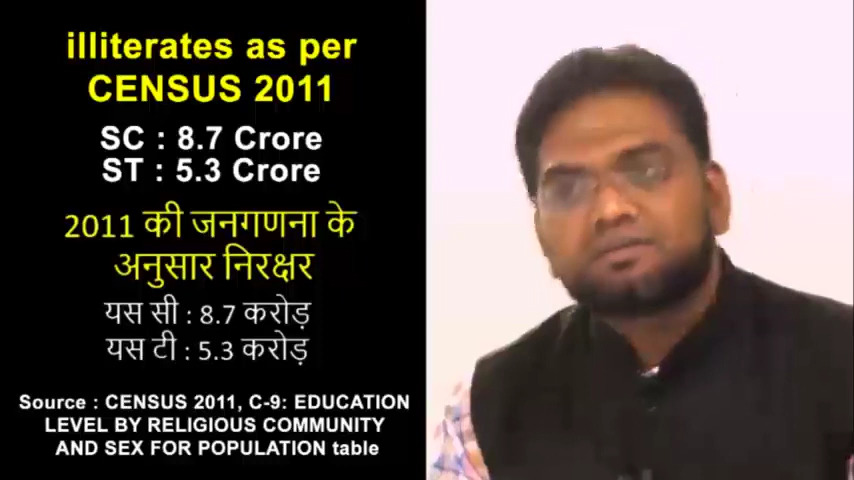 illiterates as per
CENSUS 2011
SC : 8.7 Crore
ST : 5.3 Crore
2011 की जनगणना के
अनुसार निरक्षर
यस सी : 8.7 करोड़
यस टी : 5.3 करोड़
Source : CENSUS 2011, C-9: EDUCATION
LEVEL BY RELIGIOUS COMMUNITY
AND SEX FOR POPULATION table